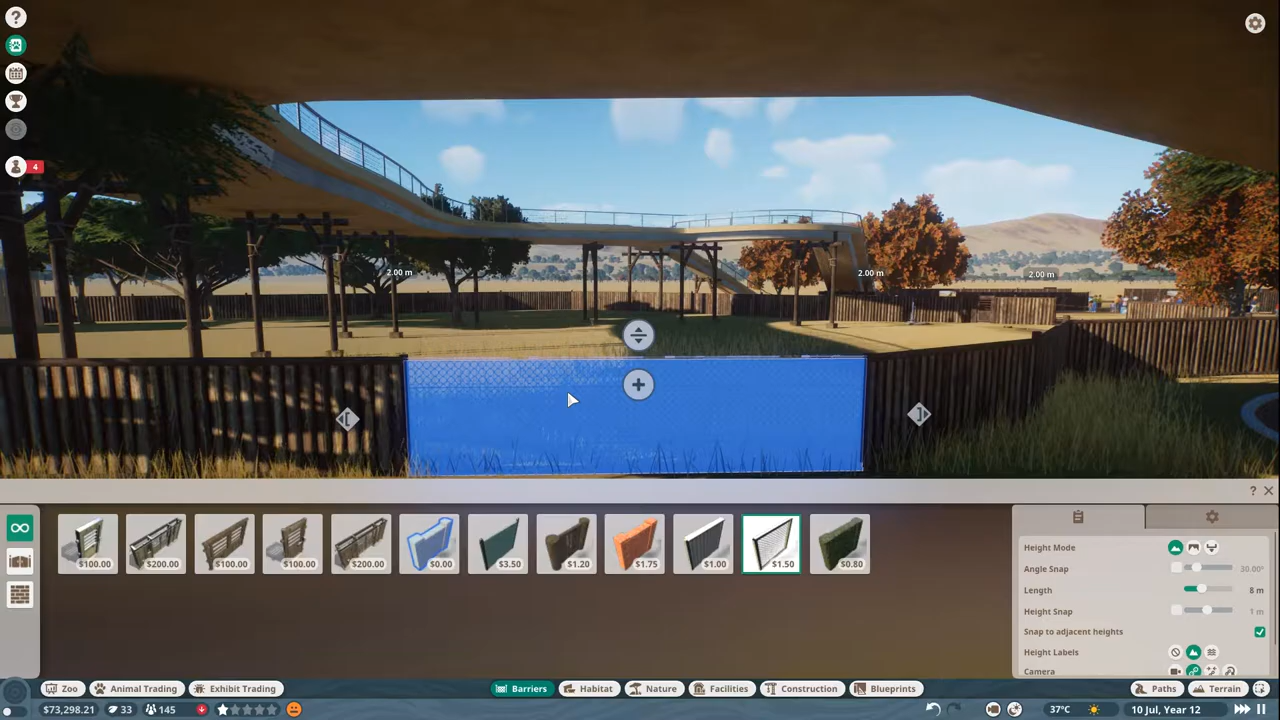 ?
4
2.00 m
2.00 m
2.00 m
?
$100.00
$200.00
$100.00
$100.00
$200.00
$0.00
$3.50
$1.20
$1.75
$1.00
$1.50
$0.80
Height Mode
Angle Snap
30.00°
Length
8 m
Height Snap
1 m
Snap to adjacent heights
Height Labels
Camera
Zoo
Animal Trading
Exhibit Trading
Barriers
Habitat
Nature
Facilities
Construction
Blueprints
Paths
Terrain
$73,298.21
33
145
37°C
10 Jul, Year 12